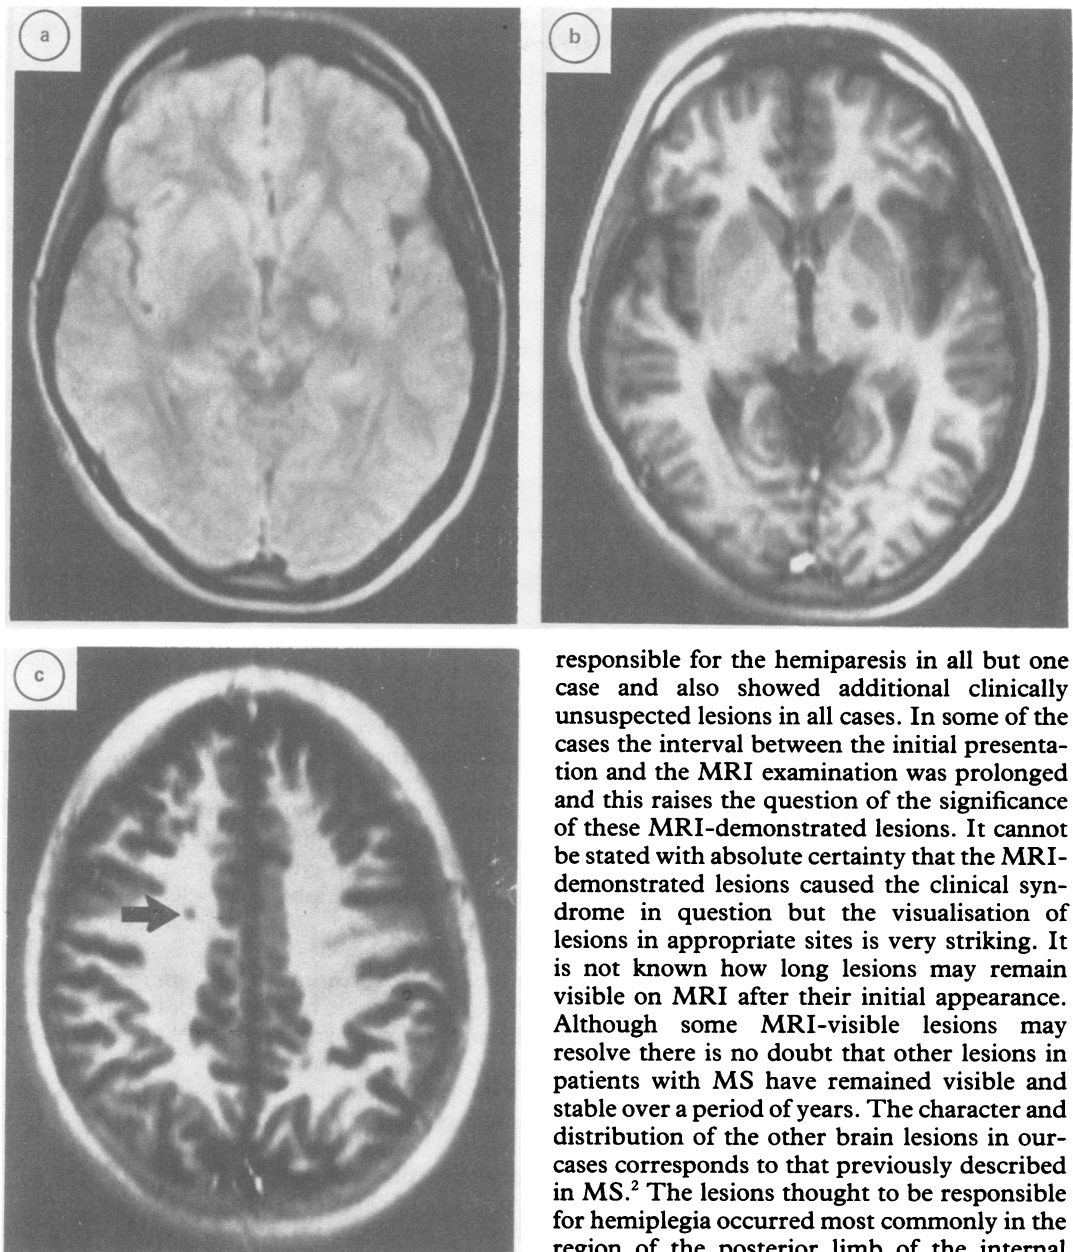 a
b
c
responsible for the hemiparesis in all but one
case and also showed additional clinically
unsuspected lesions in all cases. In some of the
cases the interval between the initial presenta-
tion and the MRI examination was prolonged
and this raises the question of the significance
of these MRI-demonstrated lesions. It cannot
be stated with absolute certainty that the MRI-
demonstrated lesions caused the clinical syn-
drome in question but the visualisation of
lesions in appropriate sites is very striking. It
is not known how long lesions may remain
visible on MRI after their initial appearance.
Although some MRI-visible lesions may
resolve there is no doubt that other lesions in
patients with MS have remained visible and
stable over a period of years. The character and
distribution of the other brain lesions in our-
cases corresponds to that previously described
in MS.² The lesions thought to be responsible
for hemiplegia occurred most commonly in the
region of the posterior limb of the internal